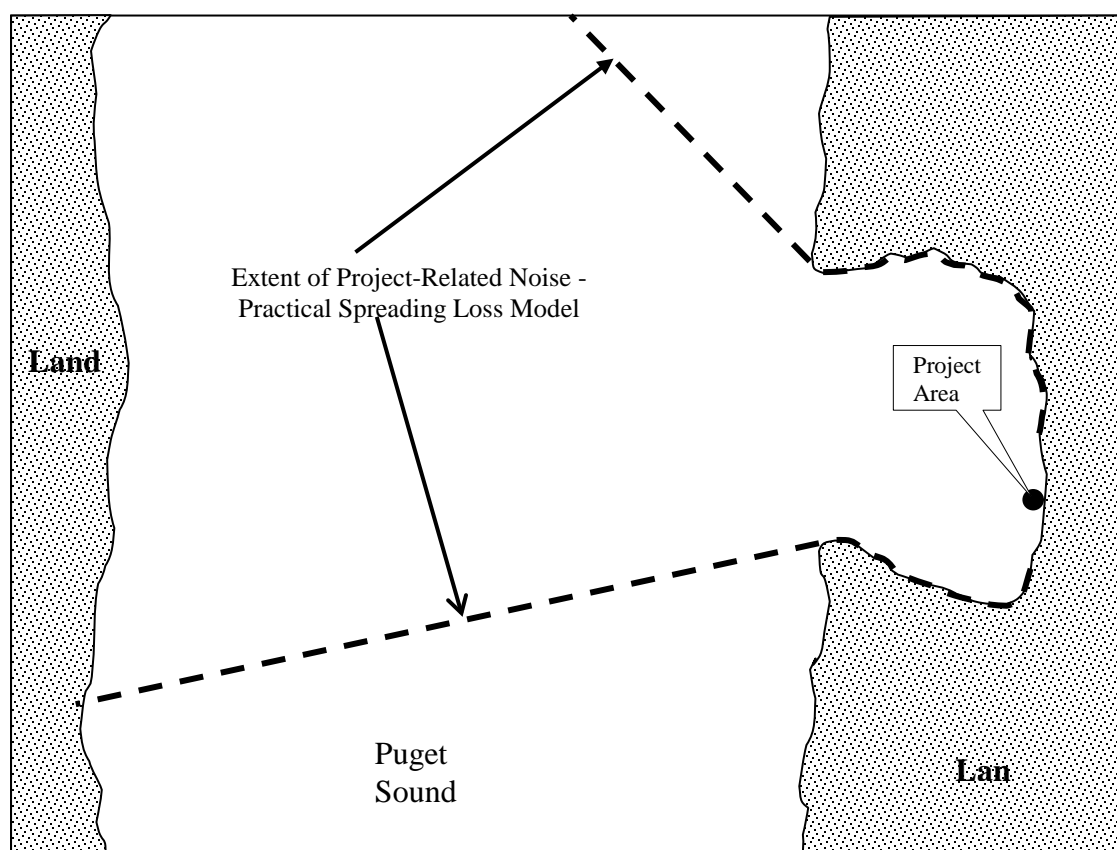 Extent of Project-Related Noise -
Practical Spreading Loss Model
Land
Project
Area
Puget
Sound
Lan